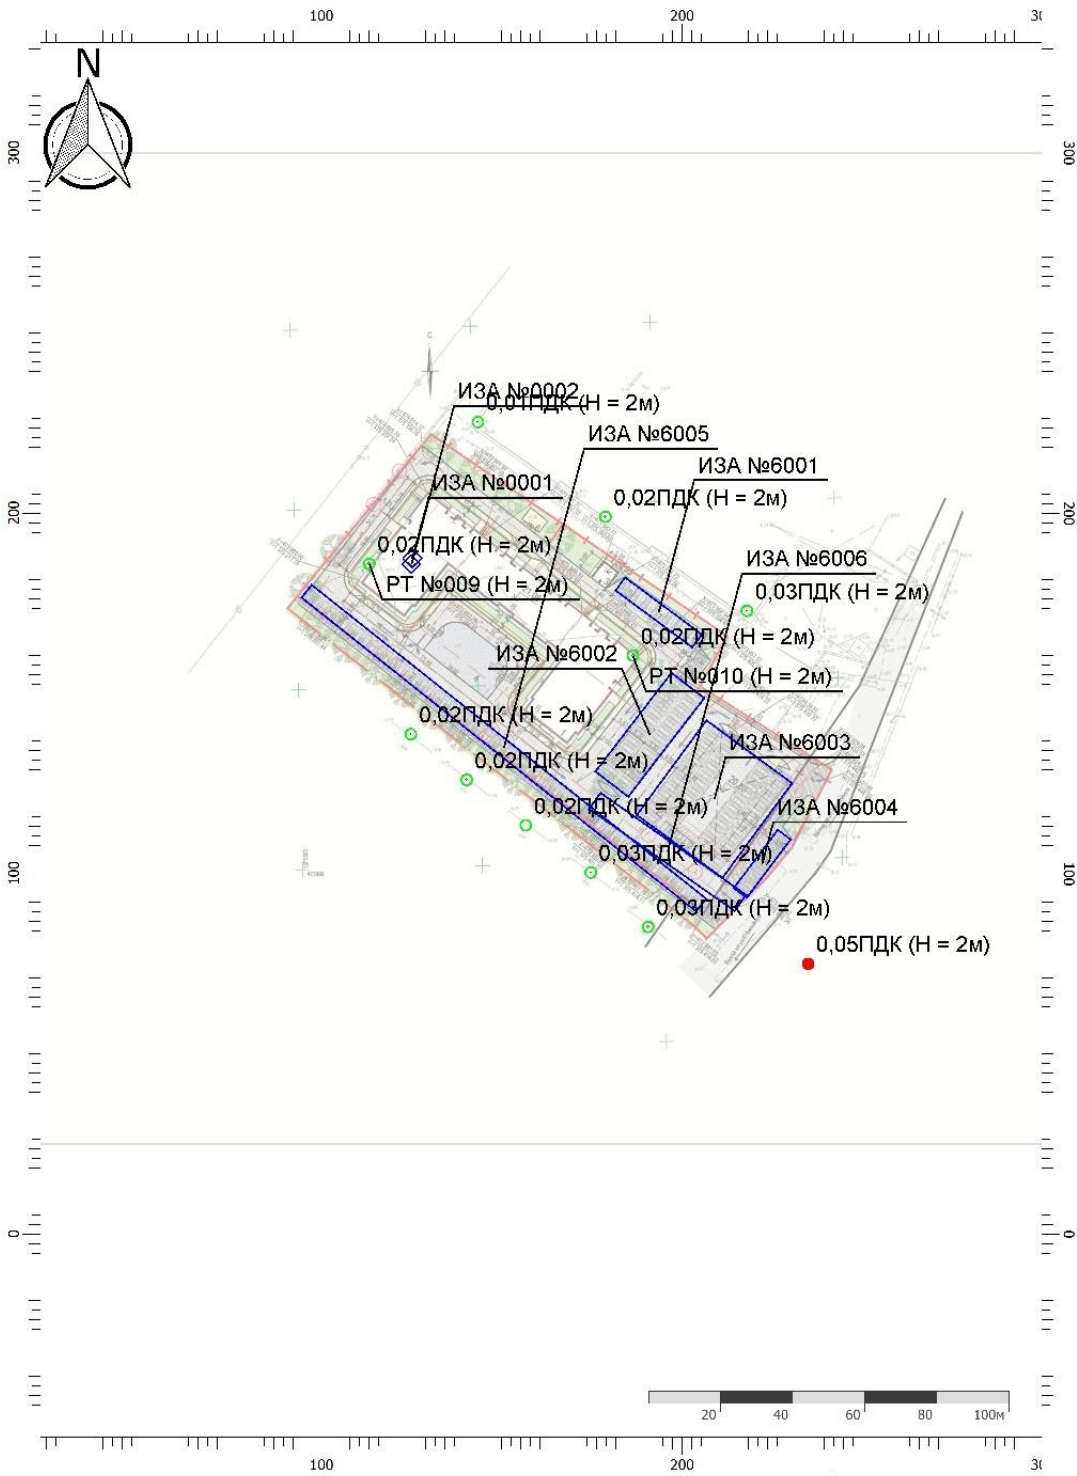 100
200
30
N
300
300
ИЗА №0002
0,01ПДК (Н = 2м)
ИЗА №6005
ИЗА №6001
ИЗА №0001
0,02ПДК (Н = 2м)
200
200
0,02ПДК (Н = 2м)
ИЗА №6006
РТ №009 (Н = 2м)
0,03ПДК (Н = 2м)
0,02ПДК (Н = 2м)
ИЗА №6002
РТ №010 (Н = 2м)
0,02ПДК (Н = 2м)
ИЗА №6003
0,02ПДК (Н = 2м)
0,02ПДК (Н = 2м)
ИЗА №6004
0,03ПДК (Н = 2м)
100
100
0,03ПДК (Н = 2м)
0,05ПДК (Н = 2м)
0
0
20
40
60
80
100м
100
200
30